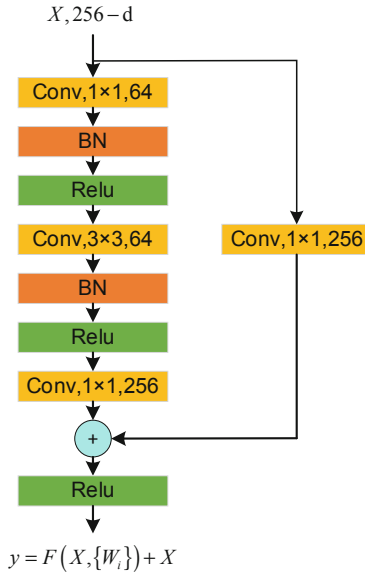 X, 256−d
Conv,1×1,64
BN
Relu
Conv,3×3,64
Conv,1×1,256
BN
Relu
Conv,1×1,256
+
Relu
y = F(X,{W_i})+ X